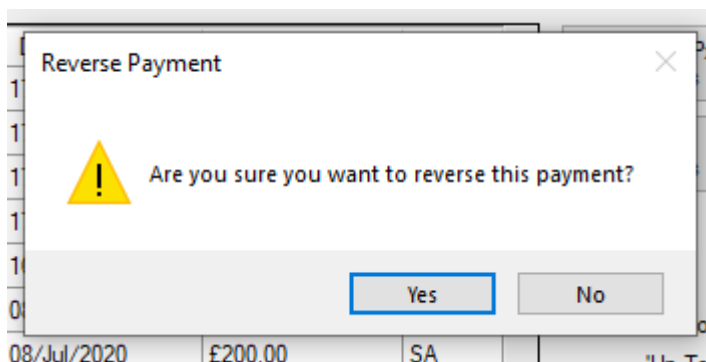 Reverse Payment
Are you sure you want to reverse this payment?
Yes
No
08/Jul/2020 £200.00 SA